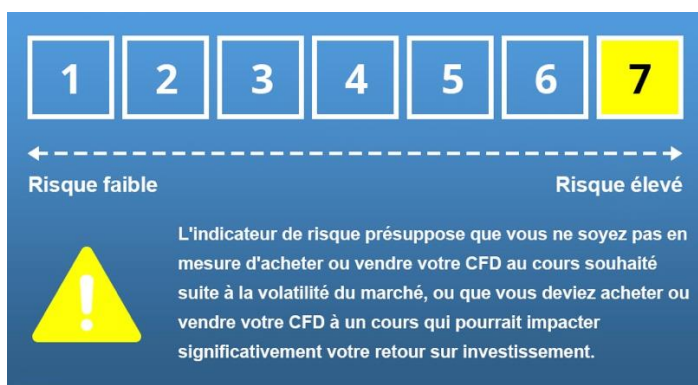 1 2 3 4 5 6 7
Risque faible Risque élevé
L'indicateur de risque présuppose que vous ne soyez pas en
mesure d'acheter ou vendre votre CFD au cours souhaité
suite à la volatilité du marché, ou que vous deviez acheter ou
vendre votre CFD à un cours qui pourrait impacter
significativement votre retour sur investissement.